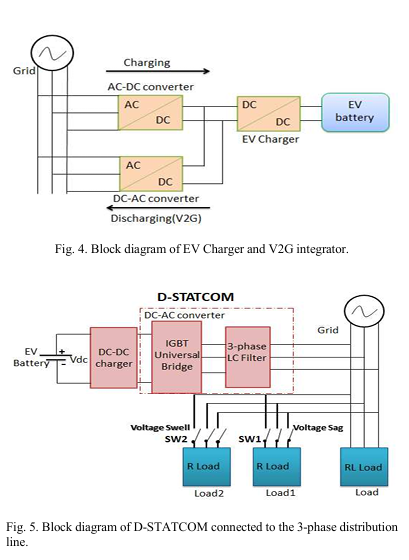 Charging
Grid
AC-DC converter
AC
DC
DC
DC
EV
battery
EV Charger
AC
DC
DC-AC converter
Discharging(V2G)
Fig. 4. Block diagram of EV Charger and V2G integrator.
D-STATCOM
DC-AC converter
Grid
EV
Battery
+
-
Vdc
DC-DC
charger
IGBT
Universal
Bridge
3-phase
LC Filter
Voltage Swell
SW2
SW1
Voltage Sag
R Load
R Load
RL Load
Load2
Load1
Load
Fig. 5. Block diagram of D-STATCOM connected to the 3-phase distribution
line.